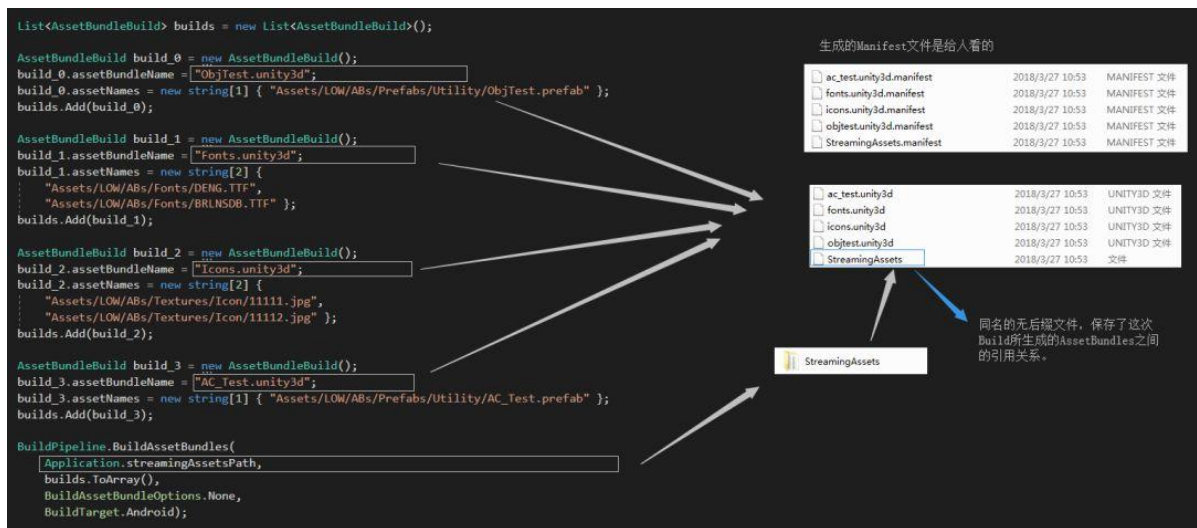 List<AssetBundleBuild> builds = new List<AssetBundleBuild>();
AssetBundleBuild build_0 = new AssetBundleBuild();
build_0.assetBundleName = "ObjTest.unity3d";
build_0.assetNames = new string[1] { "Assets/LOW/ABs/Prefabs/Utility/ObjTest.prefab" };
builds.Add(build_0);
AssetBundleBuild build_1 = new AssetBundleBuild();
build_1.assetBundleName = "Fonts.unity3d";
build_1.assetNames = new string[2] {
"Assets/LOW/ABs/Fonts/DENG.TTF",
"Assets/LOW/ABs/Fonts/BRLNSDB.TTF" };
builds.Add(build_1);
AssetBundleBuild build_2 = new AssetBundleBuild();
build_2.assetBundleName = "Icons.unity3d";
build_2.assetNames = new string[2] {
"Assets/LOW/ABs/Textures/Icon/11111.jpg",
"Assets/LOW/ABs/Textures/Icon/11112.jpg" };
builds.Add(build_2);
AssetBundleBuild build_3 = new AssetBundleBuild();
build_3.assetBundleName = "AC_Test.unity3d";
build_3.assetNames = new string[1] { "Assets/LOW/ABs/Prefabs/Utility/AC_Test.prefab" };
builds.Add(build_3);
BuildPipeline.BuildAssetBundles(
Application.streamingAssetsPath,
builds.ToArray(),
BuildAssetBundleOptions.None,
BuildTarget.Android);
生成的Manifest文件是给人看的
ac_test.unity3d.manifest 2018/3/27 10:53 MANIFEST 文件
fonts.unity3d.manifest 2018/3/27 10:53 MANIFEST 文件
icons.unity3d.manifest 2018/3/27 10:53 MANIFEST 文件
objtest.unity3d.manifest 2018/3/27 10:53 MANIFEST 文件
StreamingAssets.manifest 2018/3/27 10:53 MANIFEST 文件
ac_test.unity3d 2018/3/27 10:53 UNITY3D 文件
fonts.unity3d 2018/3/27 10:53 UNITY3D 文件
icons.unity3d 2018/3/27 10:53 UNITY3D 文件
objtest.unity3d 2018/3/27 10:53 UNITY3D 文件
StreamingAssets 2018/3/27 10:53 文件
同名的无后缀文件，保存了这次
Build所生成的AssetBundles之间
的引用关系。
StreamingAssets